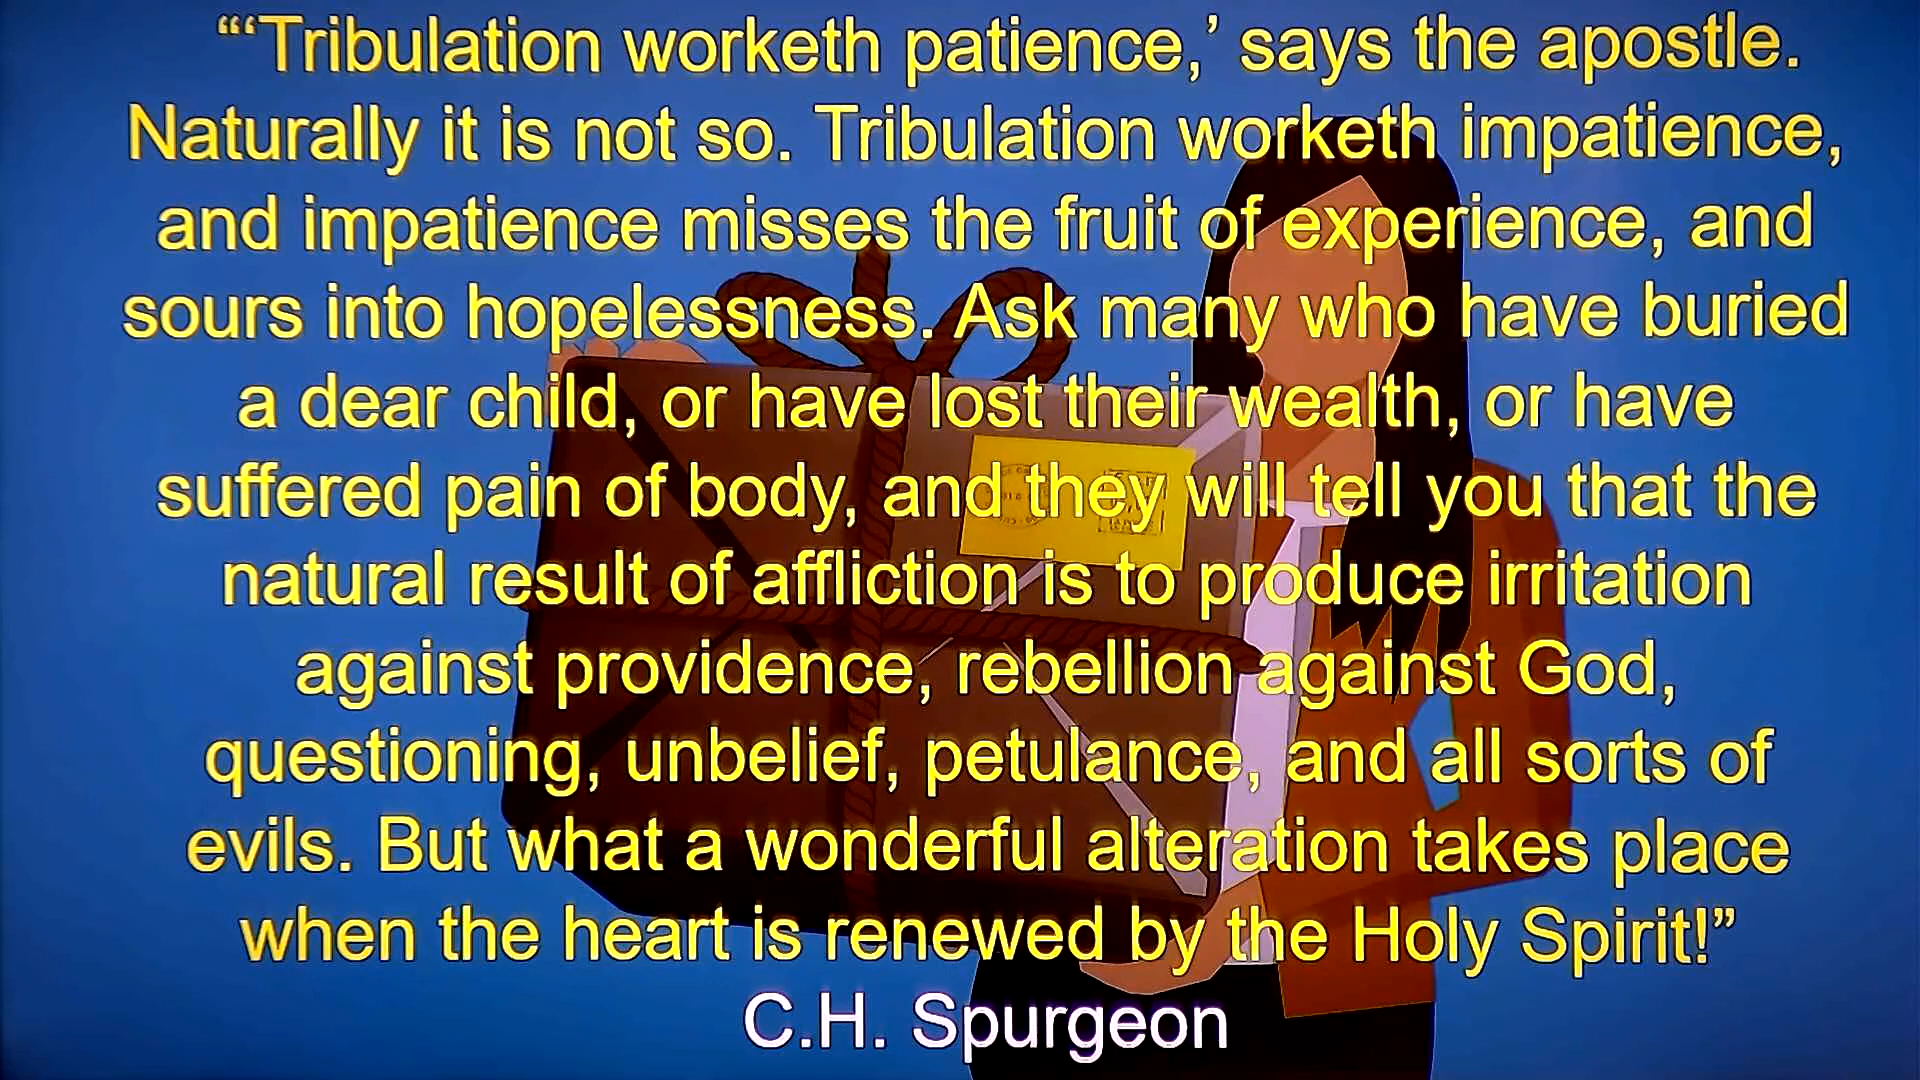 “‘Tribulation worketh patience,’ says the apostle.
Naturally it is not so. Tribulation worketh impatience,
and impatience misses the fruit of experience, and
sours into hopelessness. Ask many who have buried
a dear child, or have lost their wealth, or have
suffered pain of body, and they will tell you that the
natural result of affliction is to produce irritation
against providence, rebellion against God,
questioning, unbelief, petulance, and all sorts of
evils. But what a wonderful alteration takes place
when the heart is renewed by the Holy Spirit!”
C.H. Spurgeon